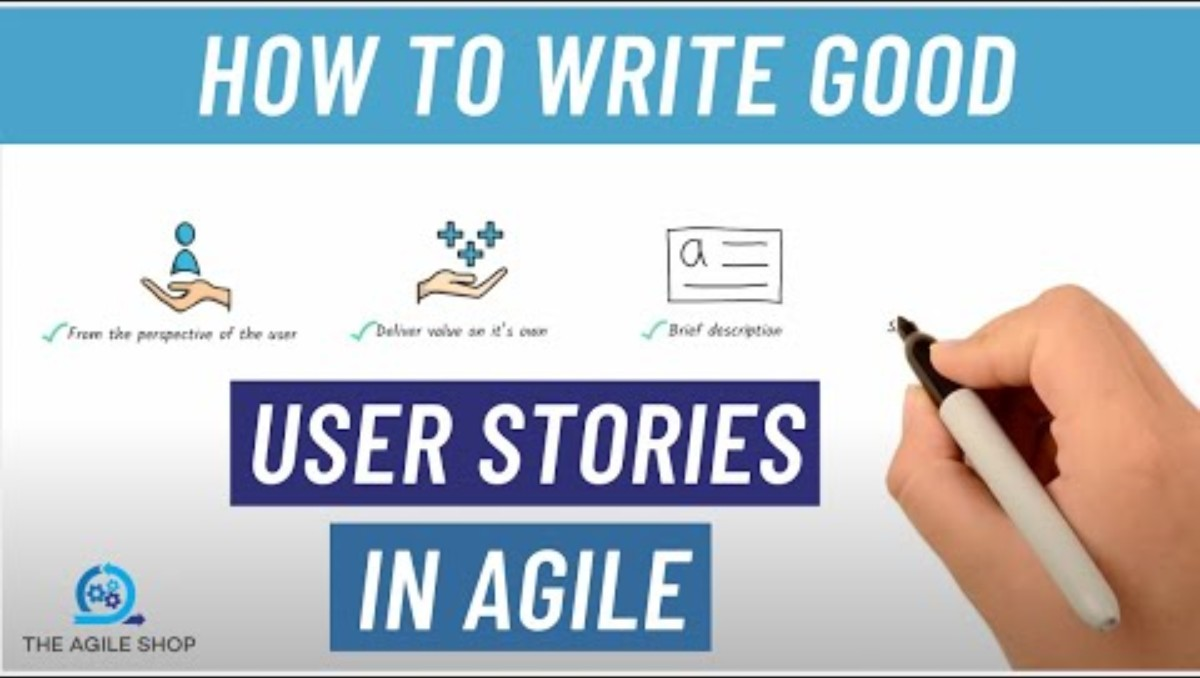 HOW TO WRITE GOOD
a
From the perspective of the user
Deliver value on it's own
Brief description
USER STORIES
IN AGILE
THE AGILE SHOP